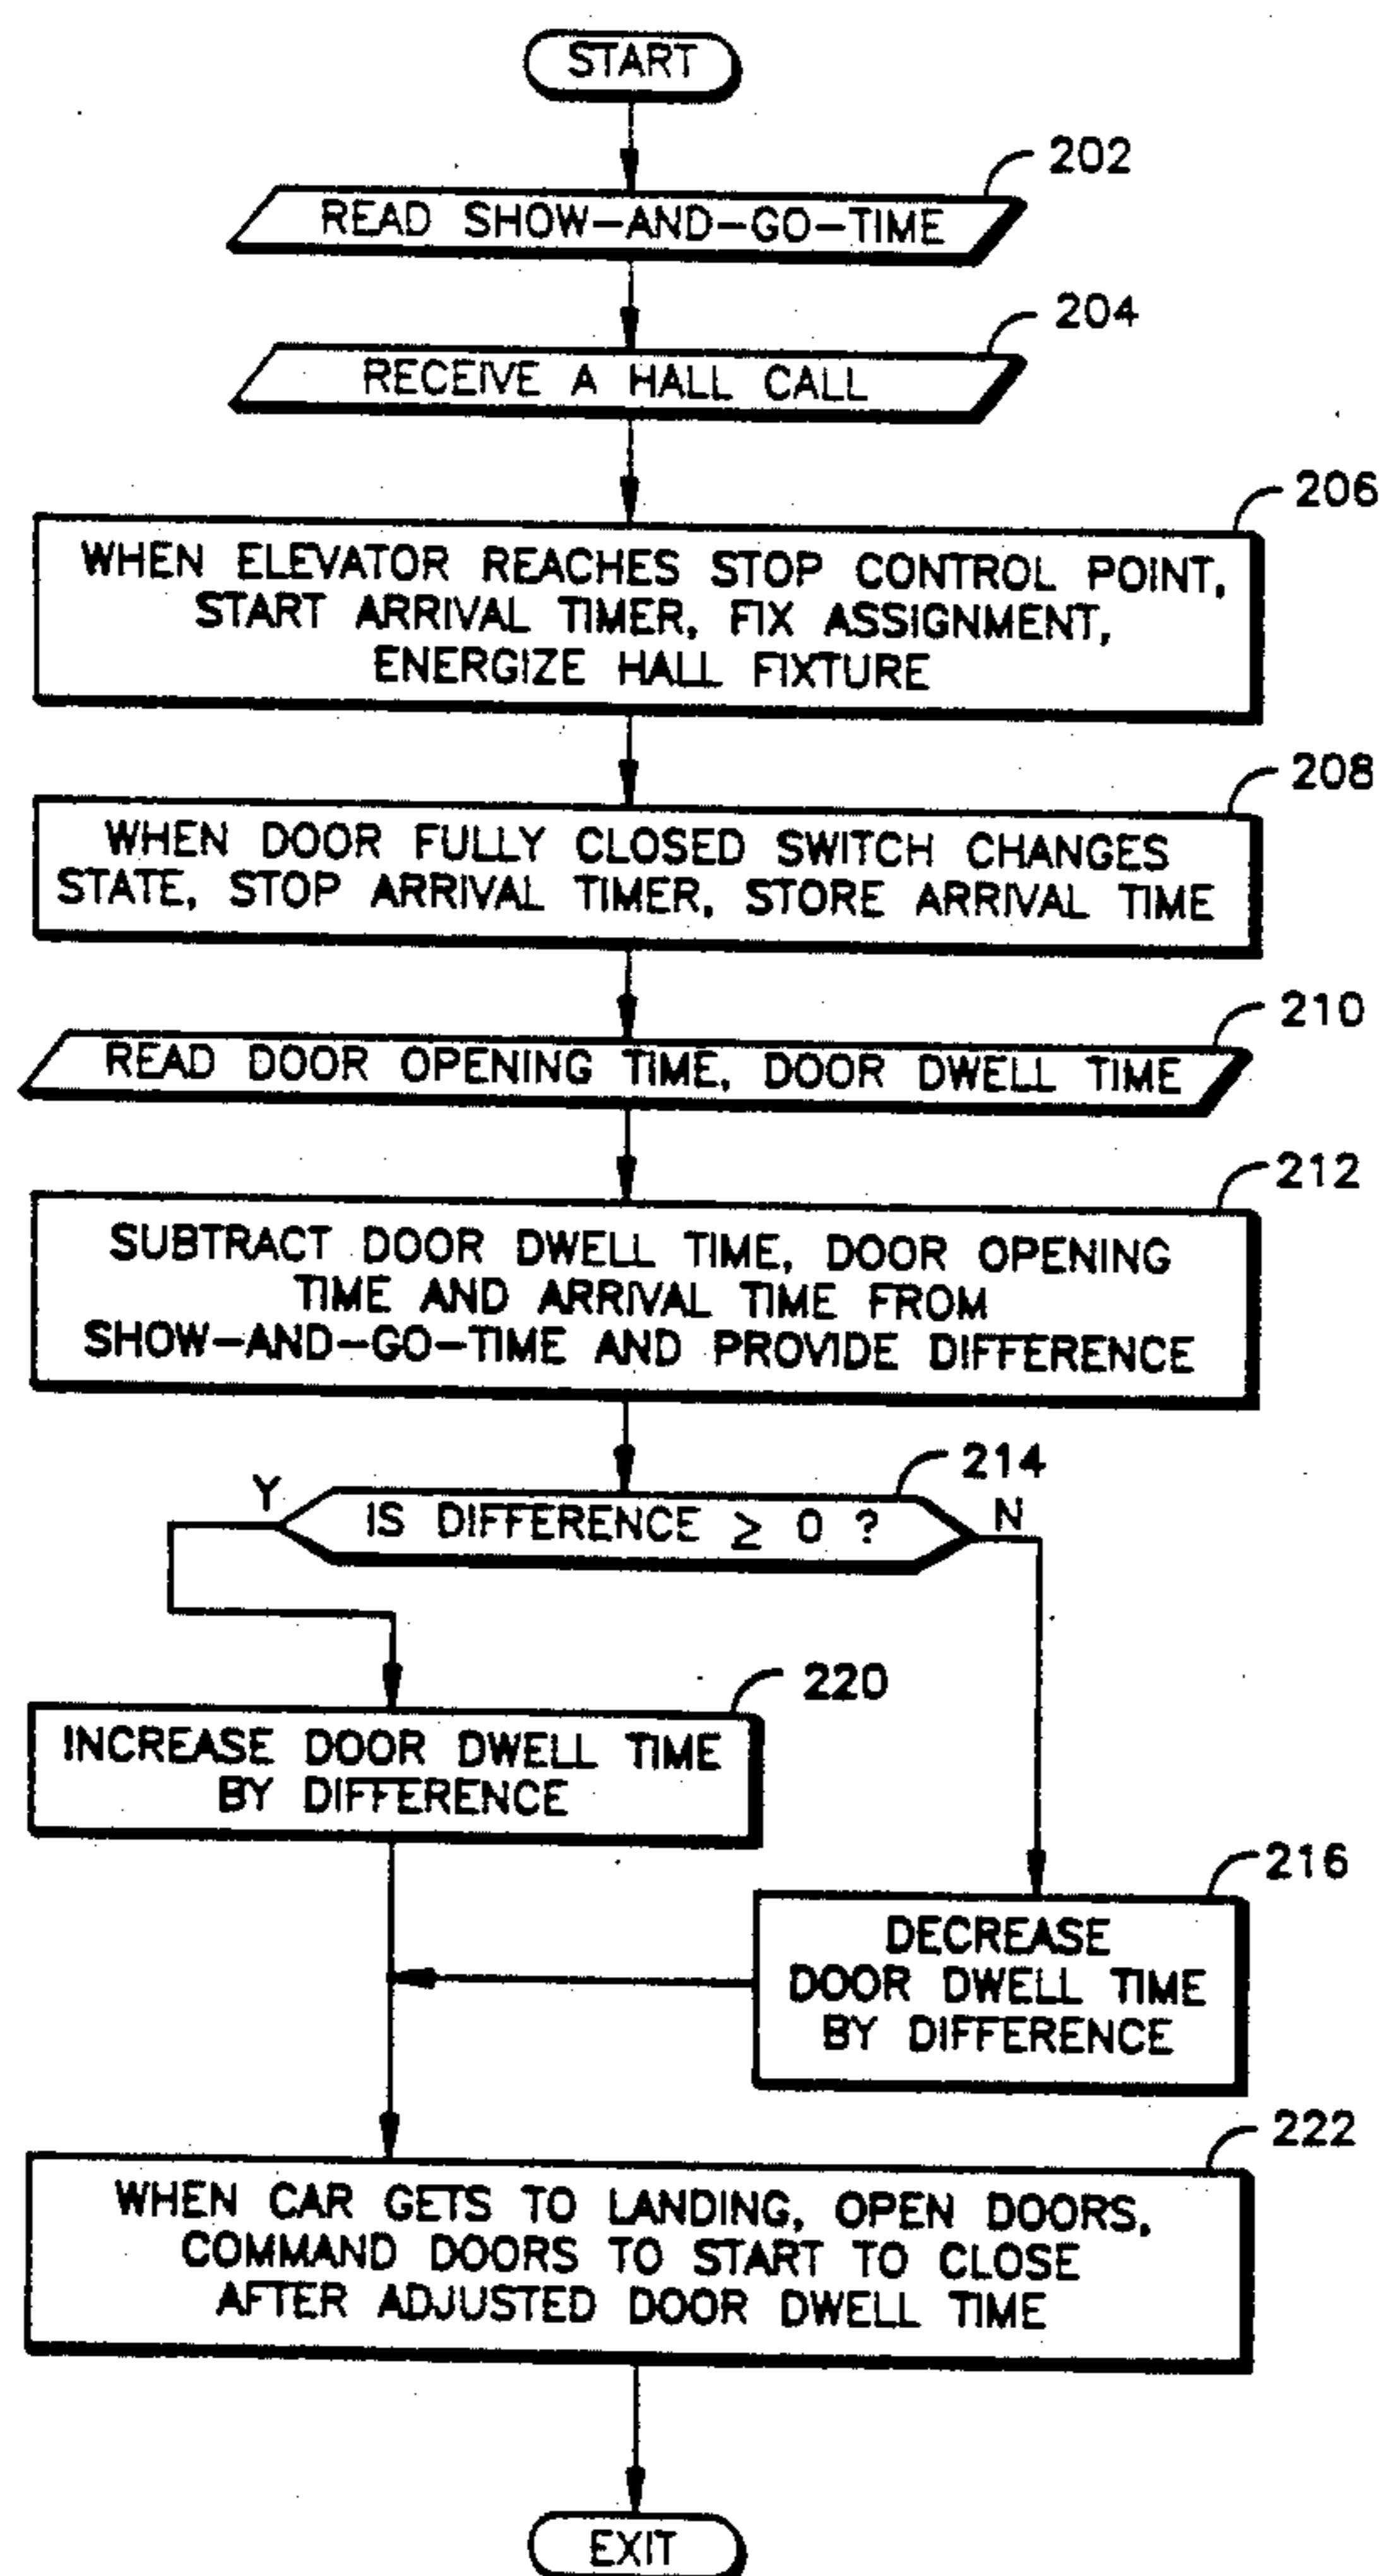 START
202
READ SHOW-AND-GO-TIME
204
RECEIVE A HALL CALL
206
WHEN ELEVATOR REACHES STOP CONTROL POINT,
START ARRIVAL TIMER, FIX ASSIGNMENT,
ENERGIZE HALL FIXTURE
208
WHEN DOOR FULLY CLOSED SWITCH CHANGES
STATE, STOP ARRIVAL TIMER, STORE ARRIVAL TIME
210
READ DOOR OPENING TIME, DOOR DWELL TIME
212
SUBTRACT DOOR DWELL TIME, DOOR OPENING
TIME AND ARRIVAL TIME FROM
SHOW-AND-GO-TIME AND PROVIDE DIFFERENCE
214
Y
IS DIFFERENCE ≥ 0 ?
N
220
INCREASE DOOR DWELL TIME
BY DIFFERENCE
216
DECREASE
DOOR DWELL TIME
BY DIFFERENCE
222
WHEN CAR GETS TO LANDING, OPEN DOORS,
COMMAND DOORS TO START TO CLOSE
AFTER ADJUSTED DOOR DWELL TIME
EXIT